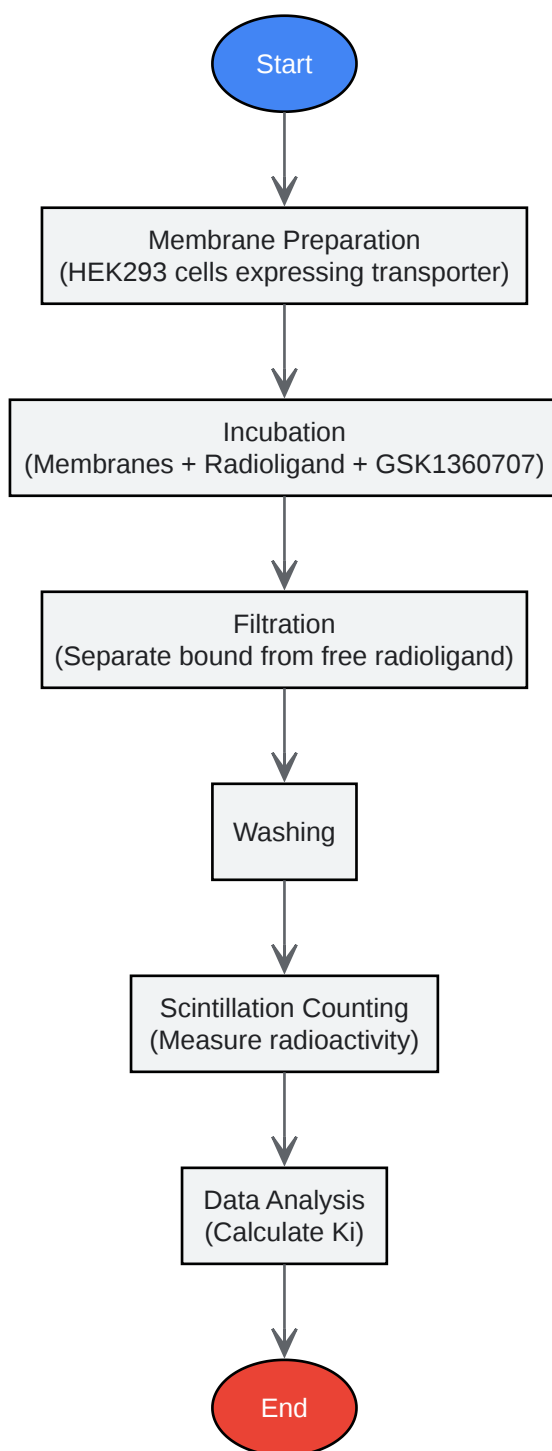 Start
Membrane Preparation
(HEK293 cells expressing transporter)
Incubation
(Membranes + Radioligand + GSK1360707)
Filtration
(Separate bound from free radioligand)
Washing
Scintillation Counting
(Measure radioactivity)
Data Analysis
(Calculate Ki)
End